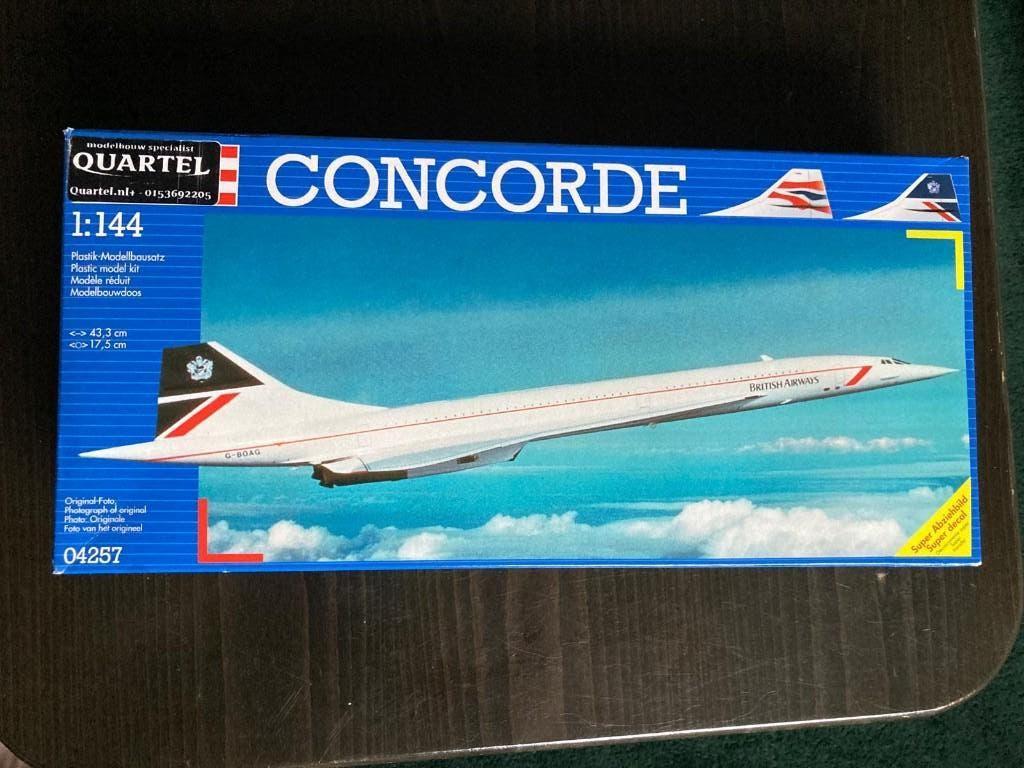 modelbouw specialist
QUARTEL
Quartel.nl+ - 0153692205
CONCORDE
1:144
Plastik-Modellbausatz
Plastic model kit
Modèle réduit
Modelbouwdoos
<-> 43,3 cm
<○> 17,5 cm
BRITISH AIRWAYS
G-BOAG
Original-Foto
Photograph of original
Photo: Originale
Foto van het origineel
04257
Super Abziehbild
Super decal